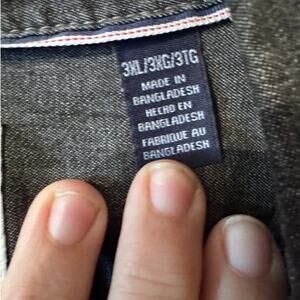 3XL/3XG/3TG
MADE IN
BANGLADESH
HECHO EN
BANGLADESH
FABRIQUE AU
BANGLADESH